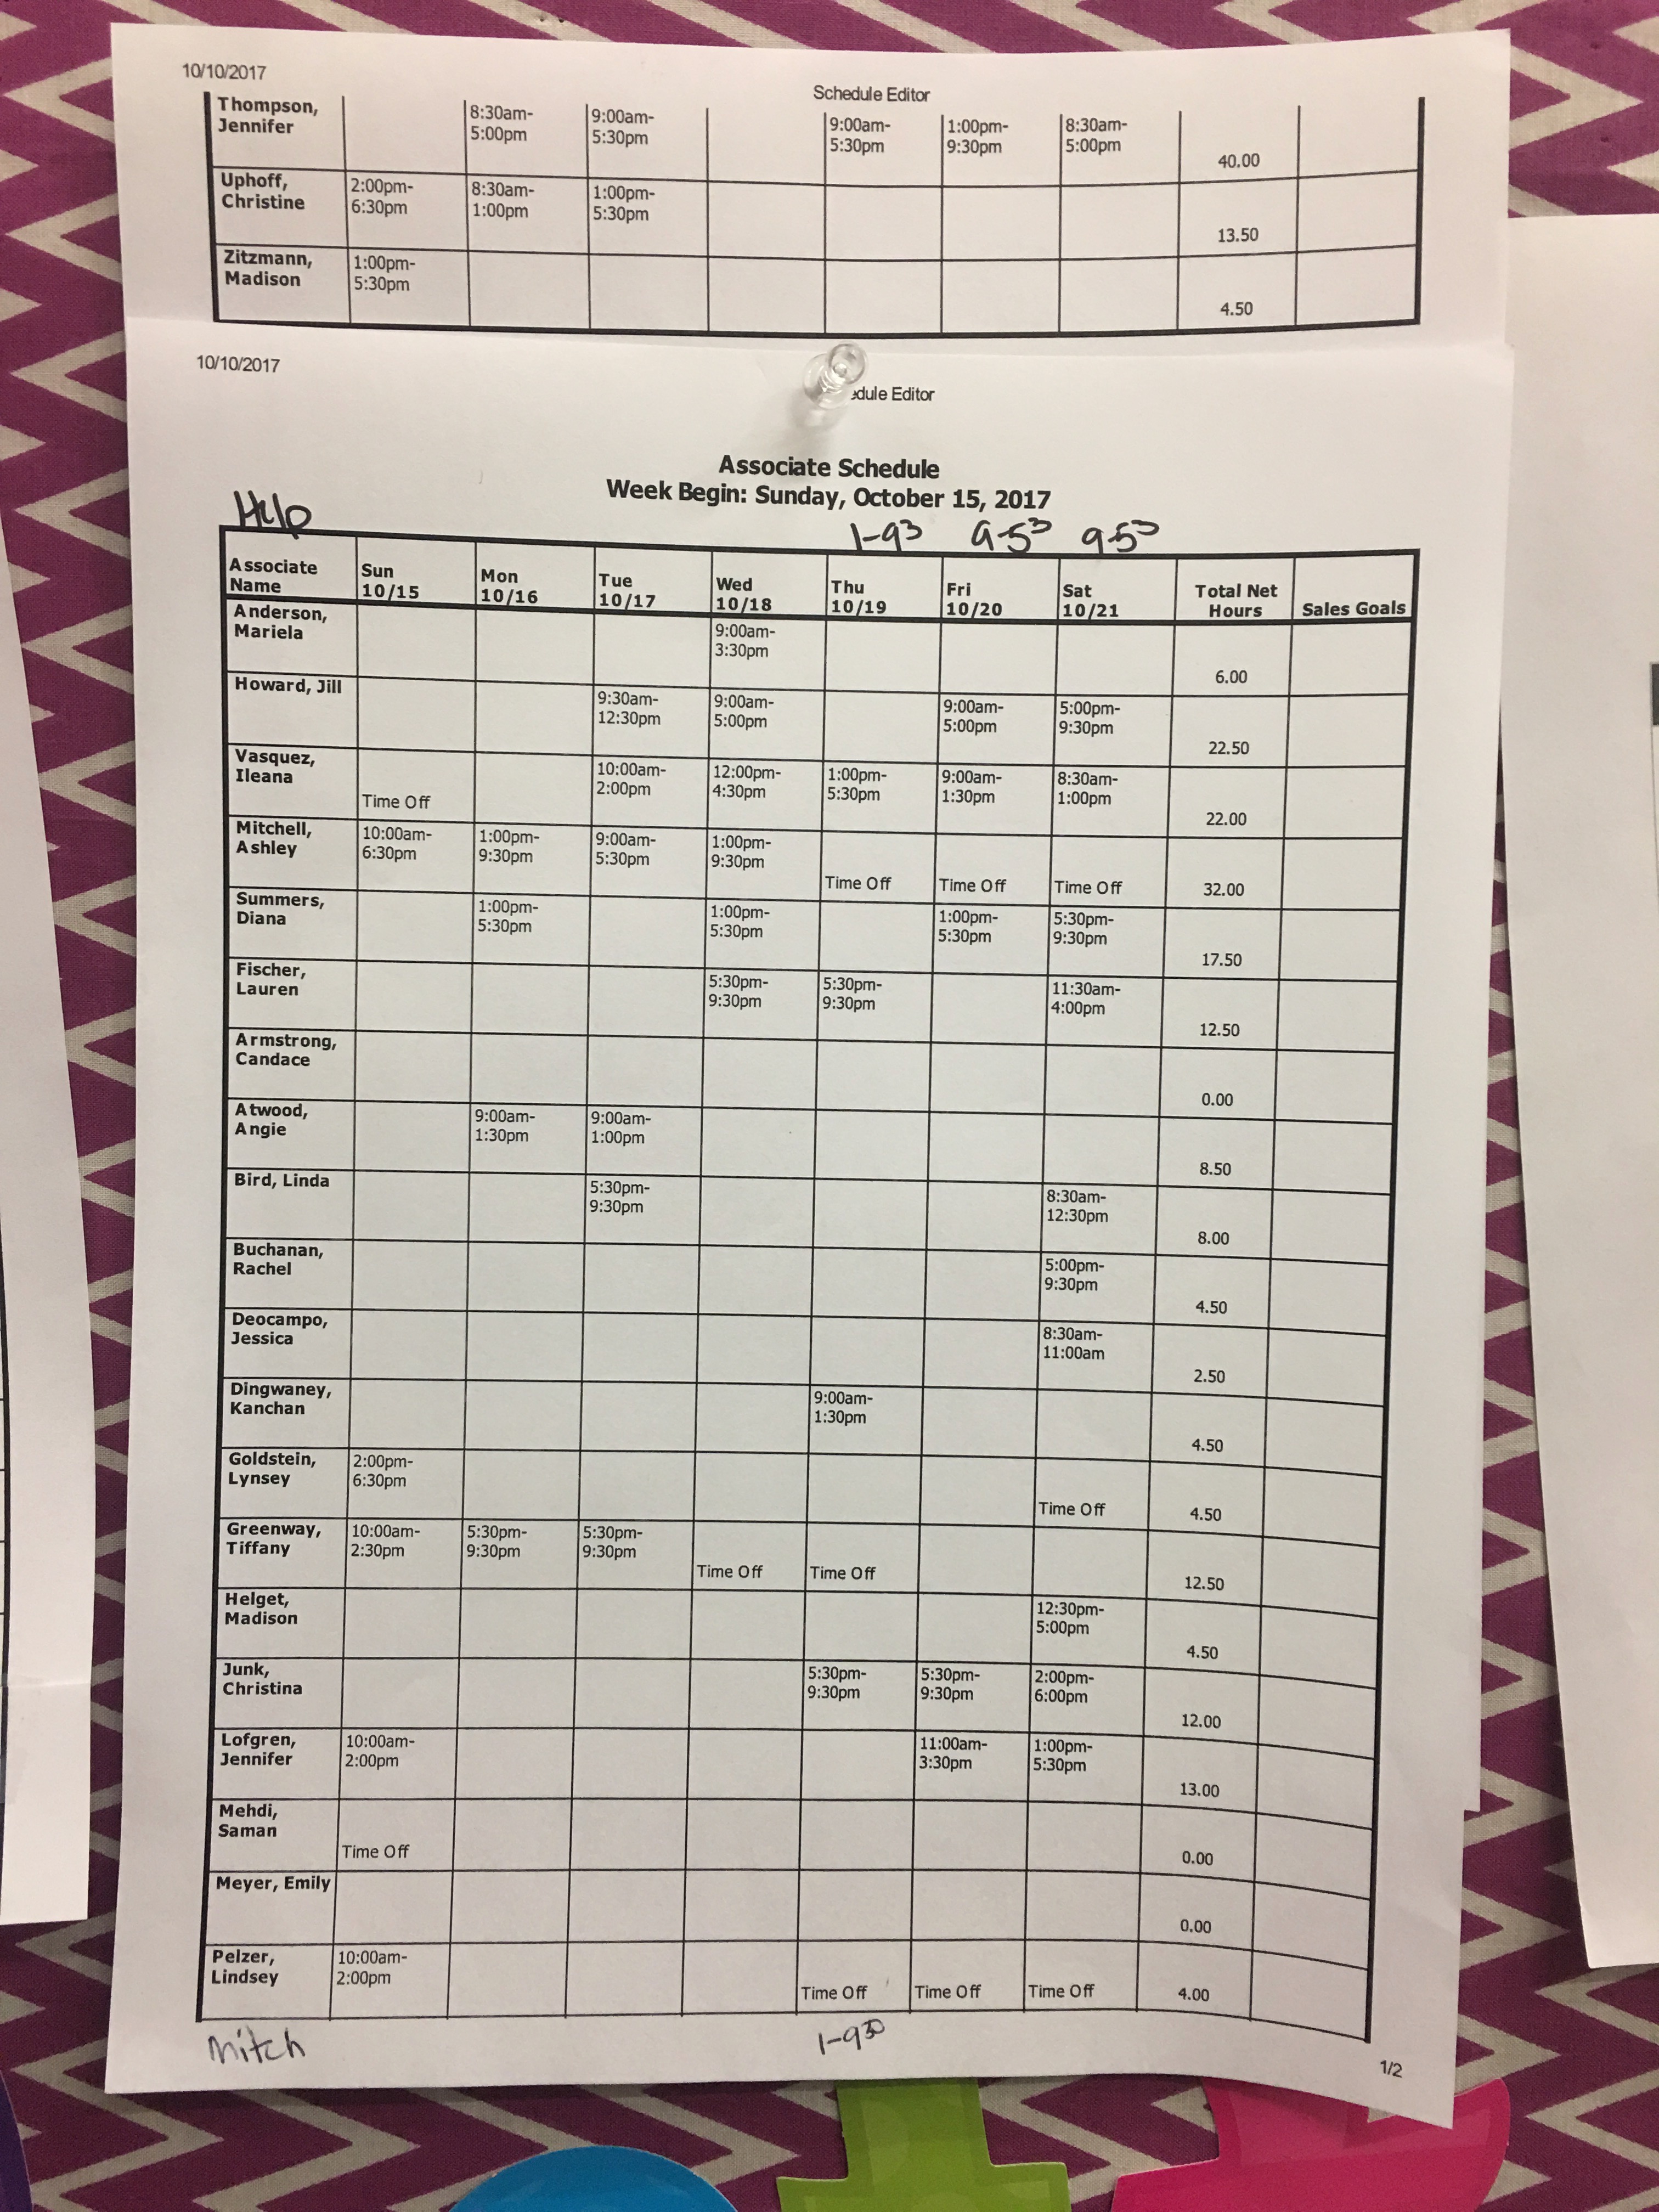 10/10/2017
Schedule Editor
Thompson, Jennifer 8:30am-5:00pm 9:00am-5:30pm 9:00am-5:30pm 1:00pm-9:30pm 8:30am-5:00pm 40.00
Uphoff, Christine 2:00pm-6:30pm 8:30am-1:00pm 1:00pm-5:30pm 13.50
Zitzmann, Madison 1:00pm-5:30pm 4.50
10/10/2017
edule Editor
Associate Schedule
Week Begin: Sunday, October 15, 2017
Help 1-93 9-53 9-53
Associate Name Sun 10/15 Mon 10/16 Tue 10/17 Wed 10/18 Thu 10/19 Fri 10/20 Sat 10/21 Total Net Hours Sales Goals
Anderson, Mariela 9:00am-3:30pm 6.00
Howard, Jill 9:30am-12:30pm 9:00am-5:00pm 9:00am-5:00pm 5:00pm-9:30pm 22.50
Vasquez, Ileana Time Off 10:00am-2:00pm 12:00pm-4:30pm 1:00pm-5:30pm 9:00am-1:30pm 8:30am-1:00pm 22.00
Mitchell, Ashley 10:00am-6:30pm 1:00pm-9:30pm 9:00am-5:30pm 1:00pm-9:30pm Time Off Time Off Time Off 32.00
Summers, Diana 1:00pm-5:30pm 1:00pm-5:30pm 1:00pm-5:30pm 5:30pm-9:30pm 17.50
Fischer, Lauren 5:30pm-9:30pm 5:30pm-9:30pm 11:30am-4:00pm 12.50
Armstrong, Candace 0.00
Atwood, Angie 9:00am-1:30pm 9:00am-1:00pm 8.50
Bird, Linda 5:30pm-9:30pm 8:30am-12:30pm 8.00
Buchanan, Rachel 5:00pm-9:30pm 4.50
Deocampo, Jessica 8:30am-11:00am 2.50
Dingwaney, Kanchan 9:00am-1:30pm 4.50
Goldstein, Lynsey 2:00pm-6:30pm Time Off 4.50
Greenway, Tiffany 10:00am-2:30pm 5:30pm-9:30pm 5:30pm-9:30pm Time Off Time Off 12.50
Helget, Madison 12:30pm-5:00pm 4.50
Junk, Christina 5:30pm-9:30pm 5:30pm-9:30pm 2:00pm-6:00pm 12.00
Lofgren, Jennifer 10:00am-2:00pm 11:00am-3:30pm 1:00pm-5:30pm 13.00
Mehdi, Saman Time Off 0.00
Meyer, Emily 0.00
Pelzer, Lindsey 10:00am-2:00pm Time Off Time Off Time Off 4.00
Mitch 1-930
1/2